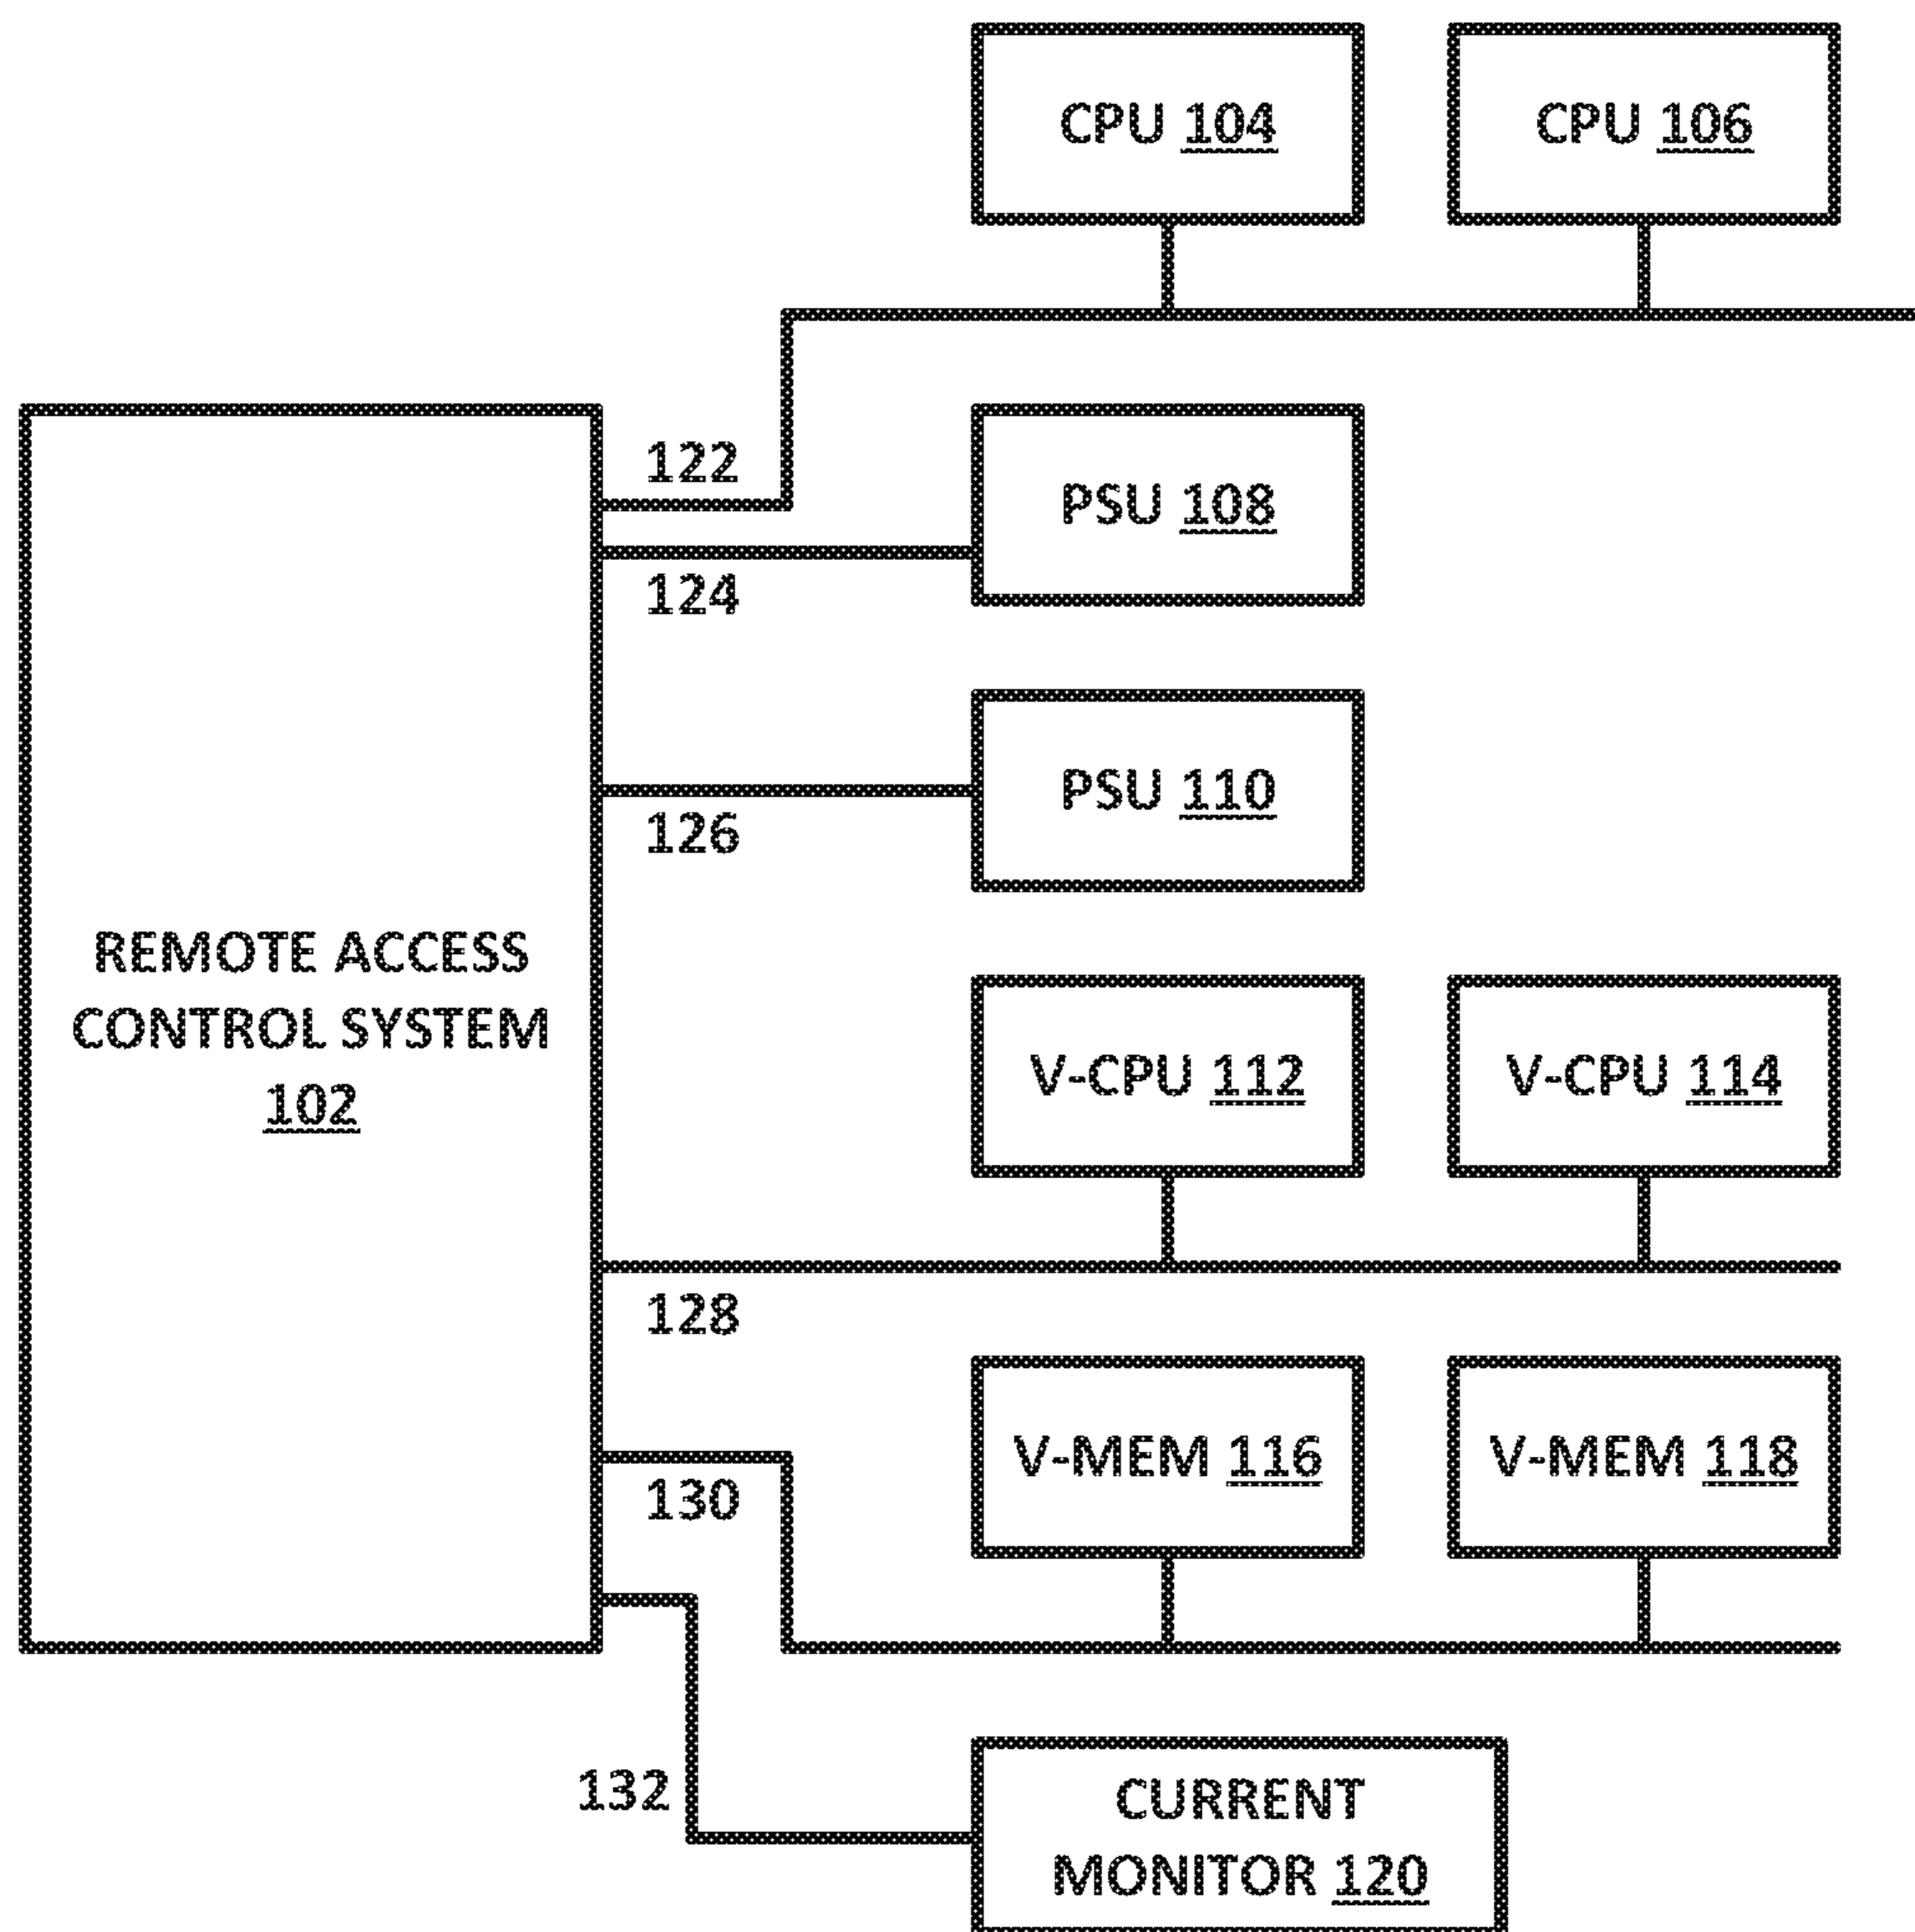 CPU 104
CPU 106
122
PSU 108
124
PSU 110
126
REMOTE ACCESS
CONTROL SYSTEM
102
V-CPU 112
V-CPU 114
128
V-MEM 116
V-MEM 118
130
132
CURRENT
MONITOR 120